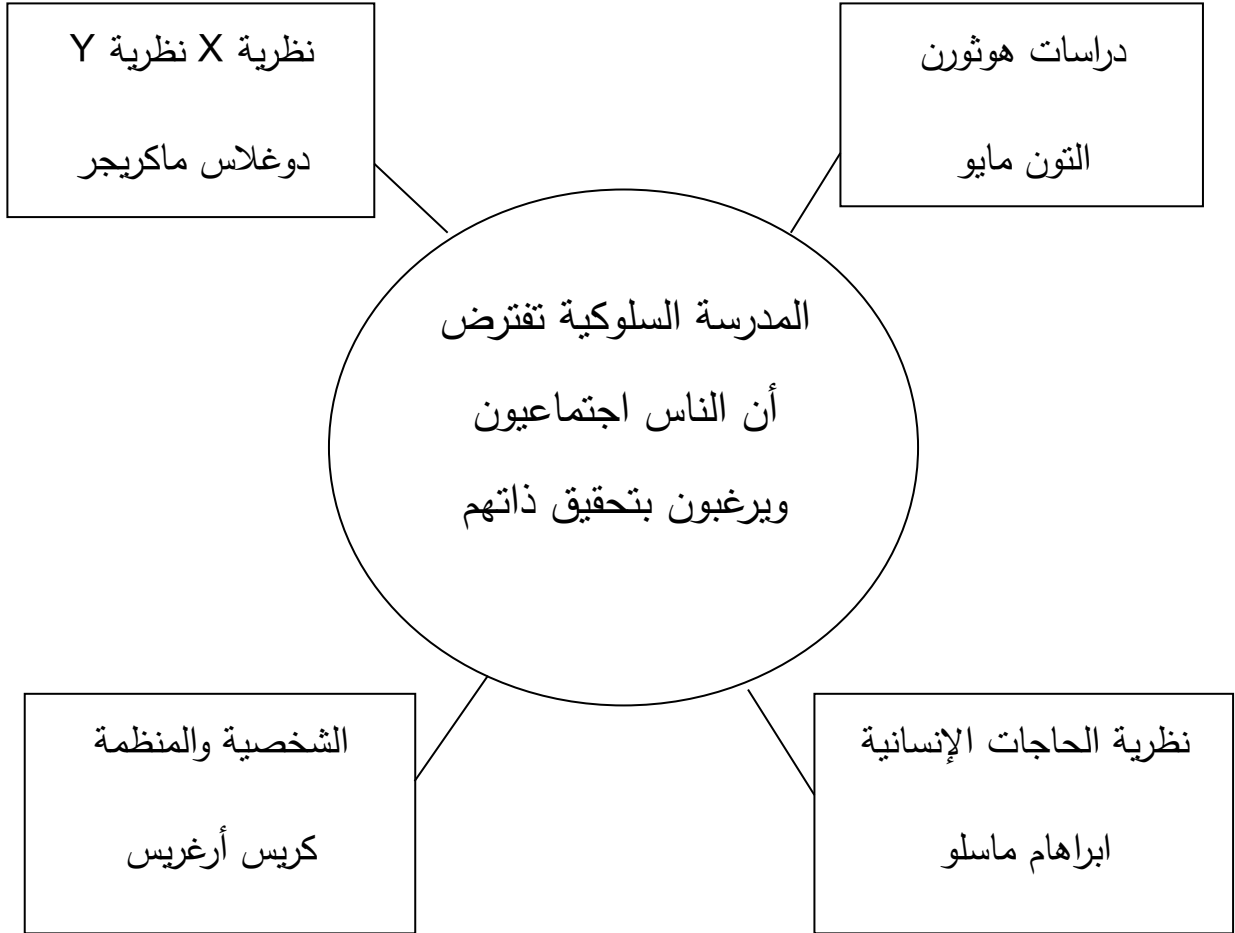 دراسات هوثورن
التون مايو
نظرية X نظرية Y
دوغلاس ماكريجر
المدرسة السلوكية تفترض
أن الناس اجتماعيون
ويرغبون بتحقيق ذاتهم
نظرية الحاجات الإنسانية
ابراهام ماسلو
الشخصية والمنظمة
كريس أرغريس